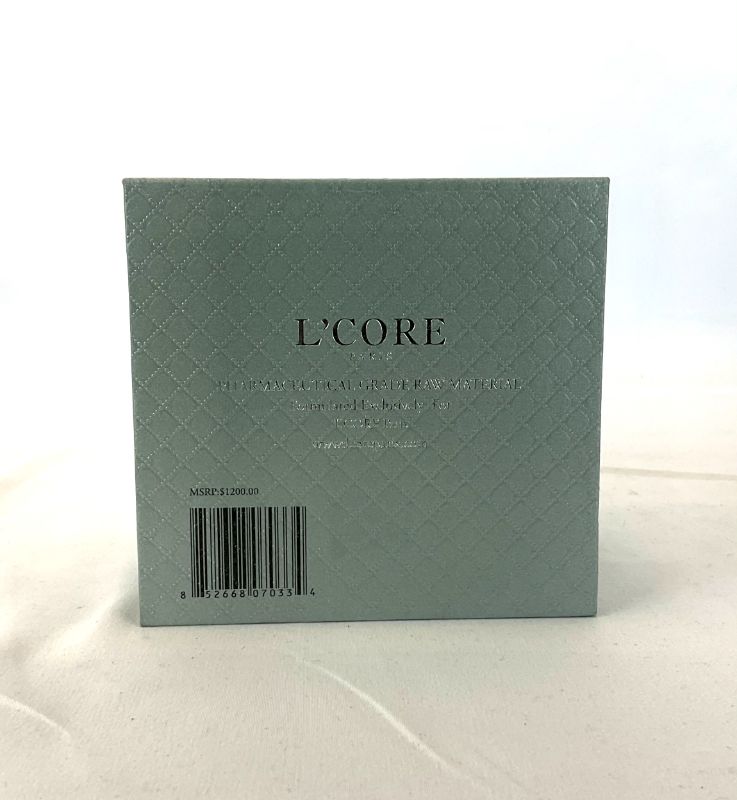 L'CORE
PARIS
PHARMACEUTICAL GRADE RAW MATERIAL
Formulated Exclusively For
L'CORE Paris
MSRP:$1200.00
8 52668 07033 4